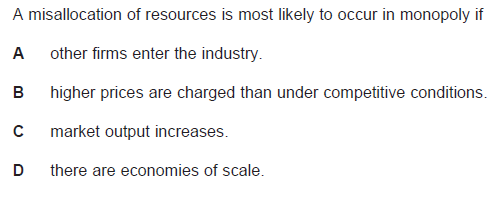 A misallocation of resources is most likely to occur in monopoly if
A other firms enter the industry.
B higher prices are charged than under competitive conditions.
C market output increases.
D there are economies of scale.